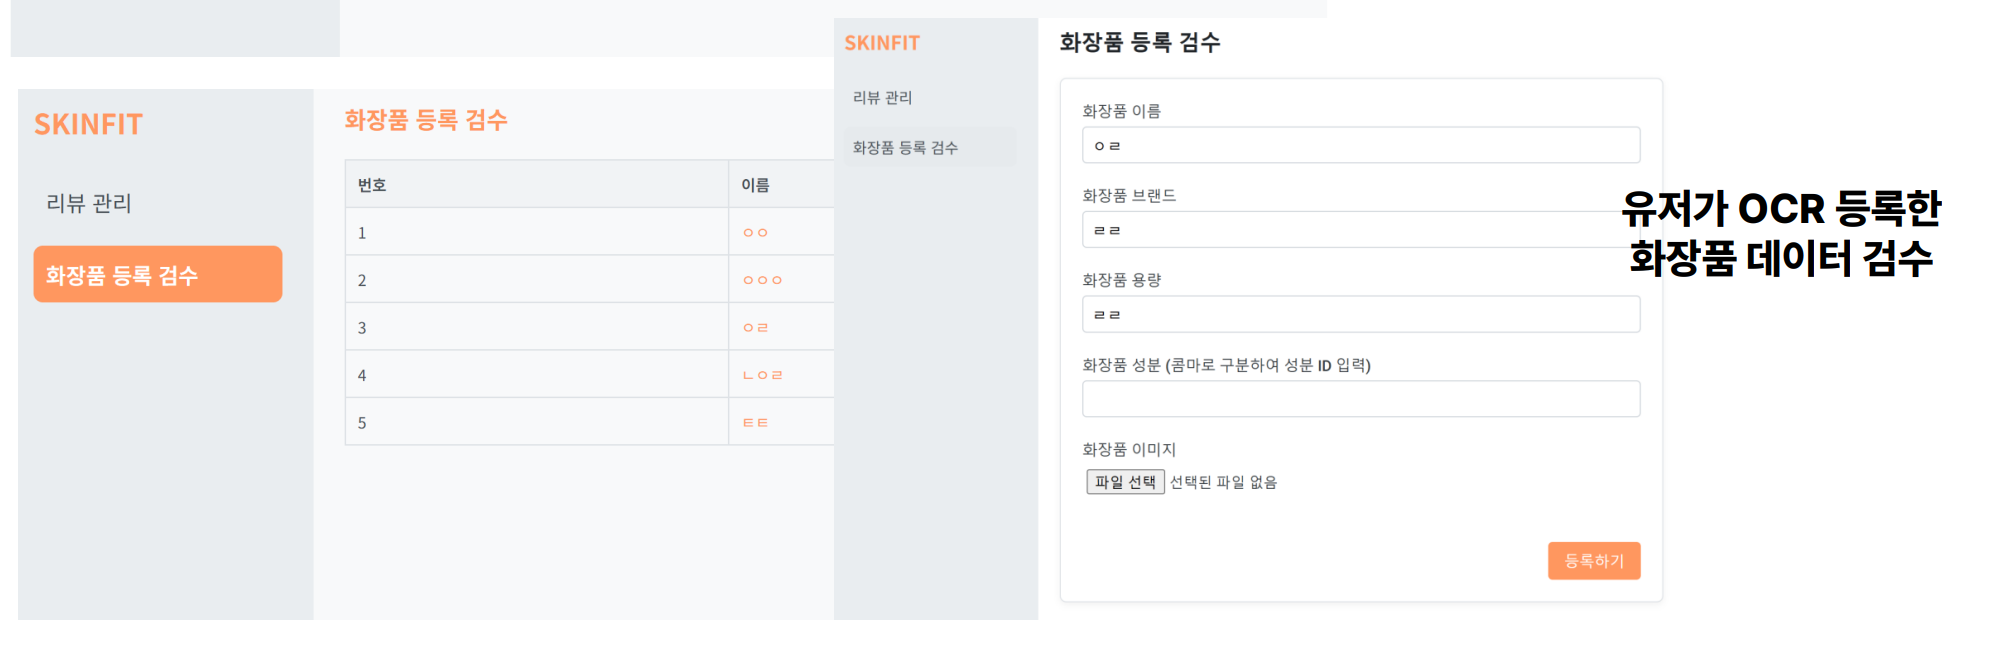 SKINFIT
리뷰 관리
화장품 등록 검수
화장품 등록 검수
번호 이름
1 ㅇㅇ
2 ㅇㅇㅇ
3 ㅇㄹ
4 ㄴㅇㄹ
5 ㅌㅌ
SKINFIT
리뷰 관리
화장품 등록 검수
화장품 등록 검수
화장품 이름
ㅇㄹ
화장품 브랜드
ㄹㄹ
화장품 용량
ㄹㄹ
화장품 성분 (콤마로 구분하여 성분 ID 입력)
화장품 이미지
파일 선택 선택된 파일 없음
등록하기
유저가 OCR 등록한
화장품 데이터 검수